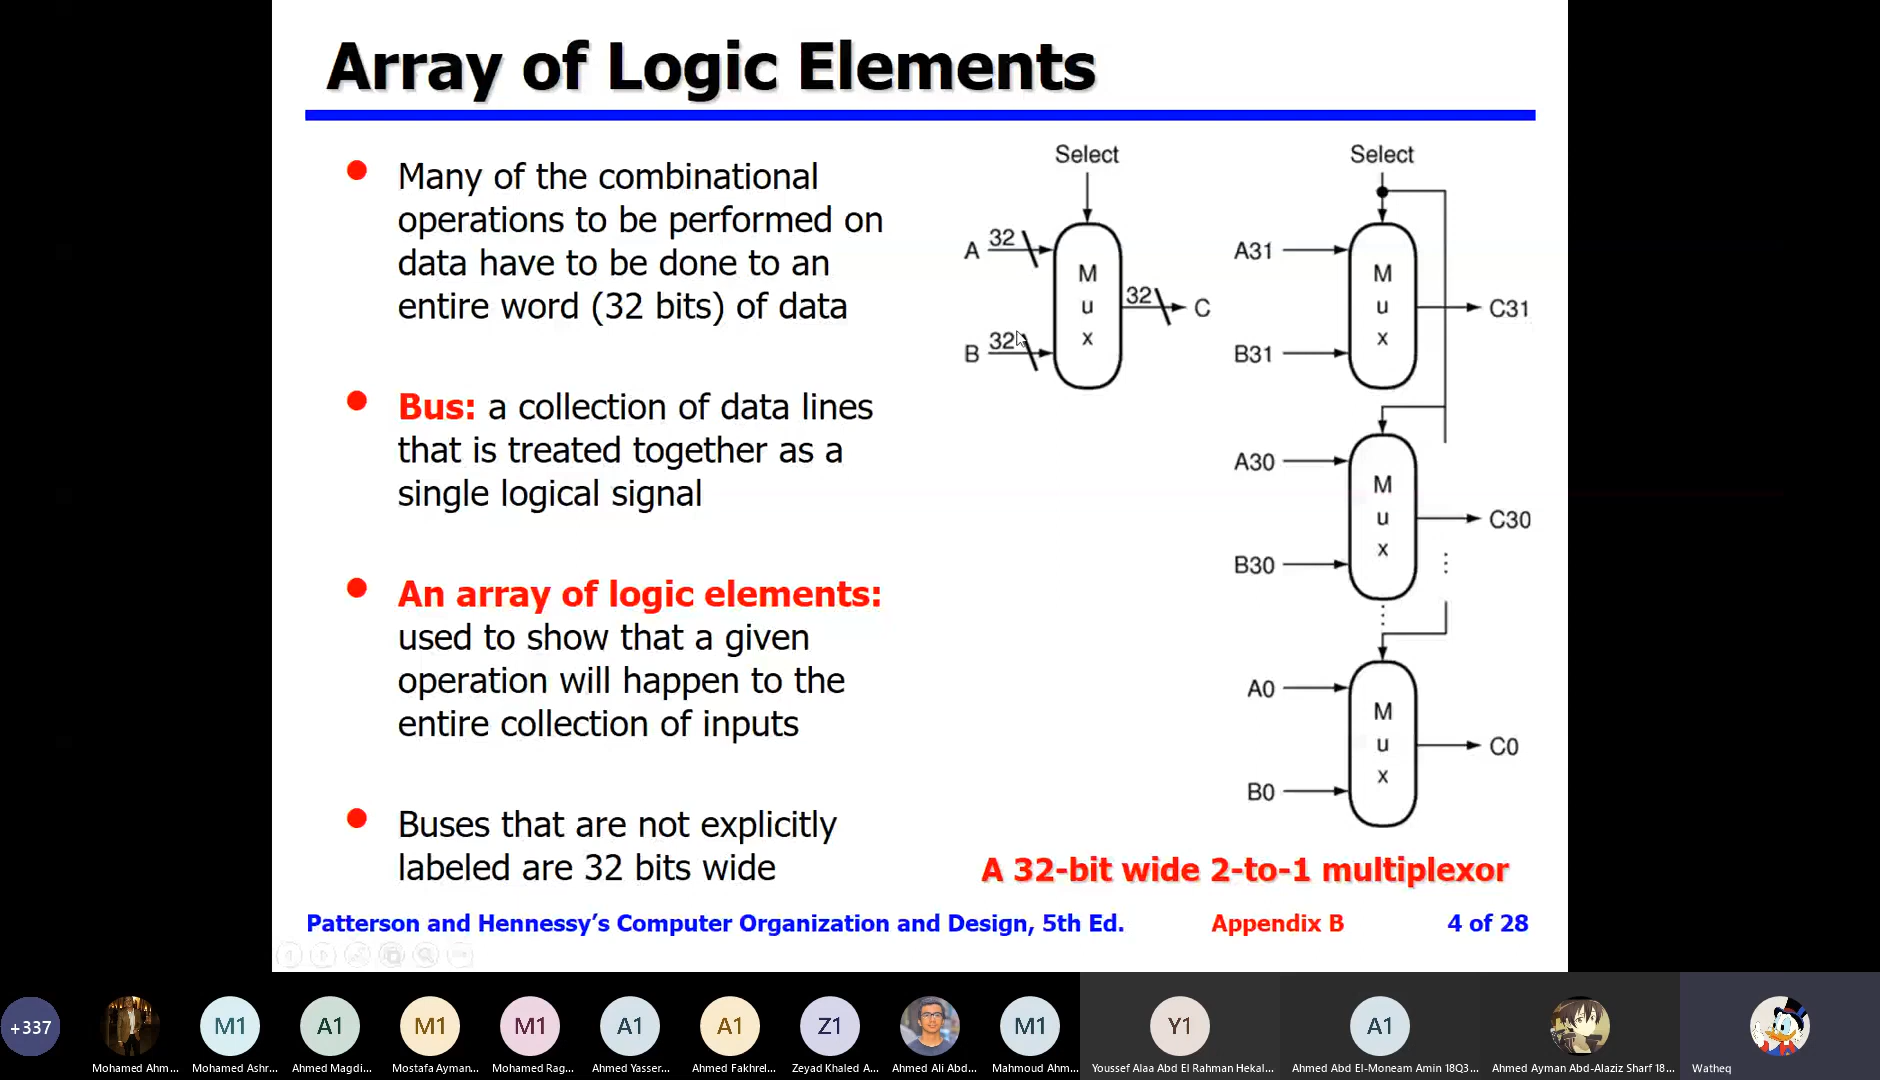 Array of Logic Elements
Many of the combinational
operations to be performed on
data have to be done to an
entire word (32 bits) of data
Bus: a collection of data lines
that is treated together as a
single logical signal
An array of logic elements:
used to show that a given
operation will happen to the
entire collection of inputs
Buses that are not explicitly
labeled are 32 bits wide
Select
A
32
B
32
M
u
x
32
C
Select
A31
B31
M
u
x
C31
A30
B30
M
u
x
C30
A0
B0
M
u
x
C0
A 32-bit wide 2-to-1 multiplexor
Patterson and Hennessy’s Computer Organization and Design, 5th Ed.
Appendix B
4 of 28
+337
M1
A1
M1
M1
A1
A1
Z1
M1
Y1
A1
Mohamed Ahm...
Mohamed Ashr...
Ahmed Magdi...
Mostafa Ayman...
Mohamed Rag...
Ahmed Yasser...
Ahmed Fakhrel...
Zeyad Khaled A...
Ahmed Ali Abd...
Mahmoud Ahm...
Youssef Alaa Abd El Rahman Hekal...
Ahmed Abd El-Moneam Amin 18Q3...
Ahmed Ayman Abd-Alaziz Sharf 18...
Watheq